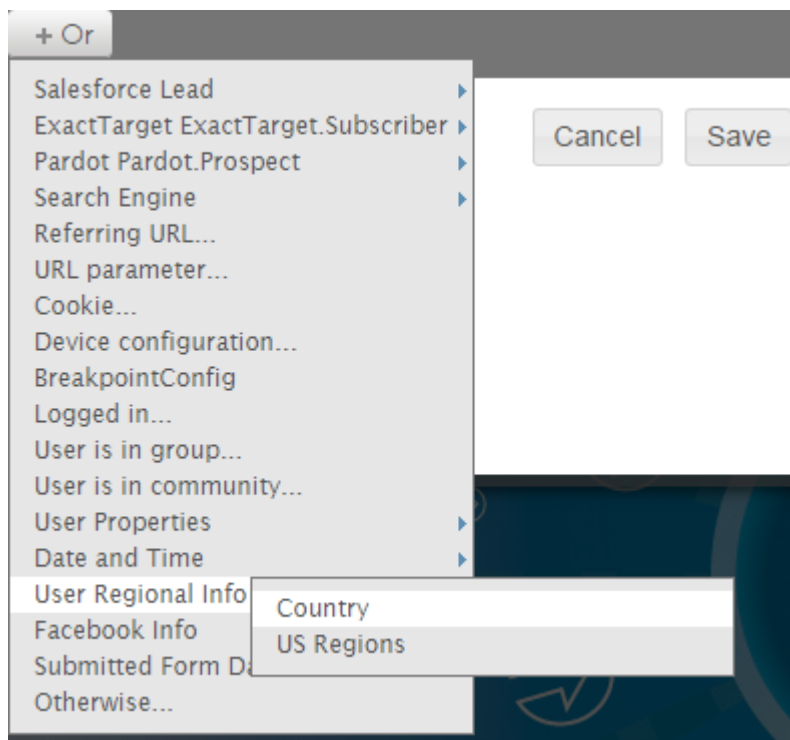 + Or
Salesforce Lead
ExactTarget ExactTarget.Subscriber
Pardot Pardot.Prospect
Search Engine
Referring URL...
URL parameter...
Cookie...
Device configuration...
BreakpointConfig
Logged in...
User is in group...
User is in community...
User Properties
Date and Time
User Regional Info
Facebook Info
Submitted Form
Otherwise...
Country
US Regions
Cancel
Save